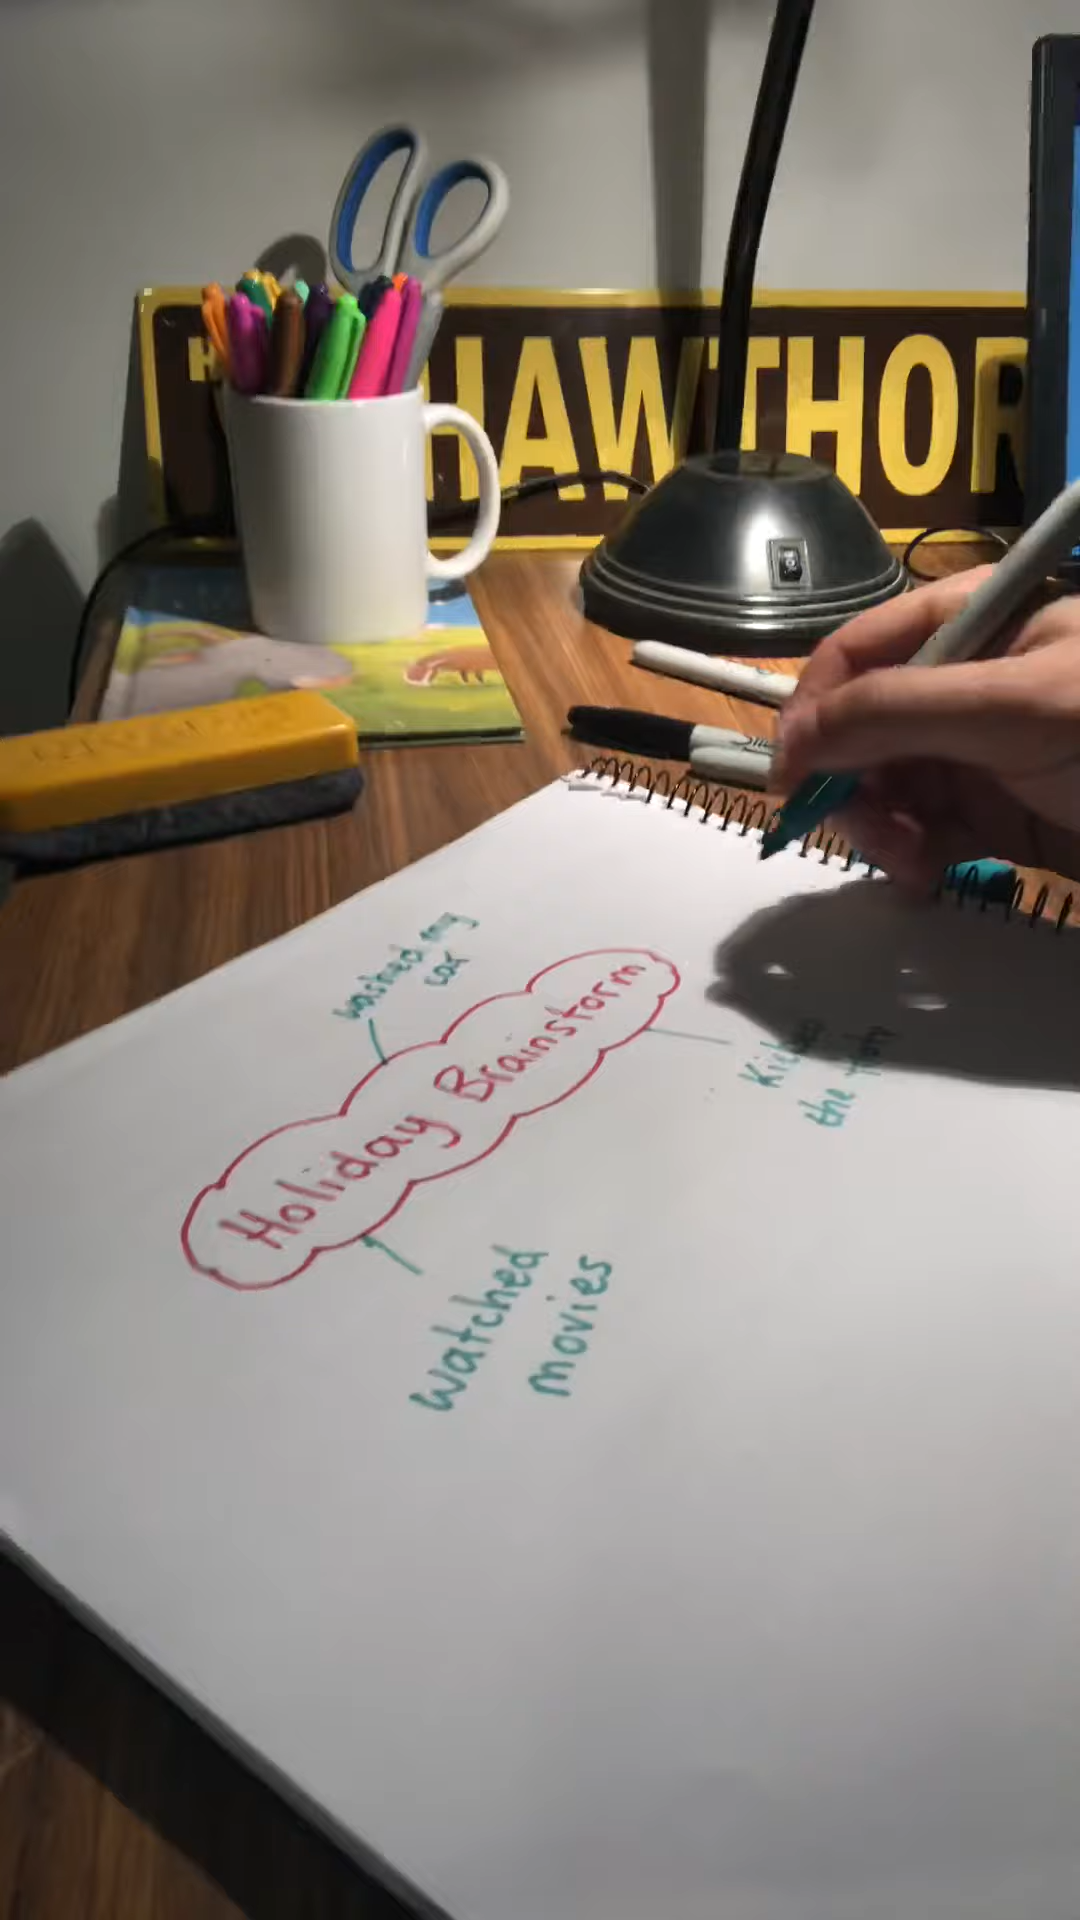 HAWTHOR
Holiday Brainstorm
washed my
car
the
watched
movies